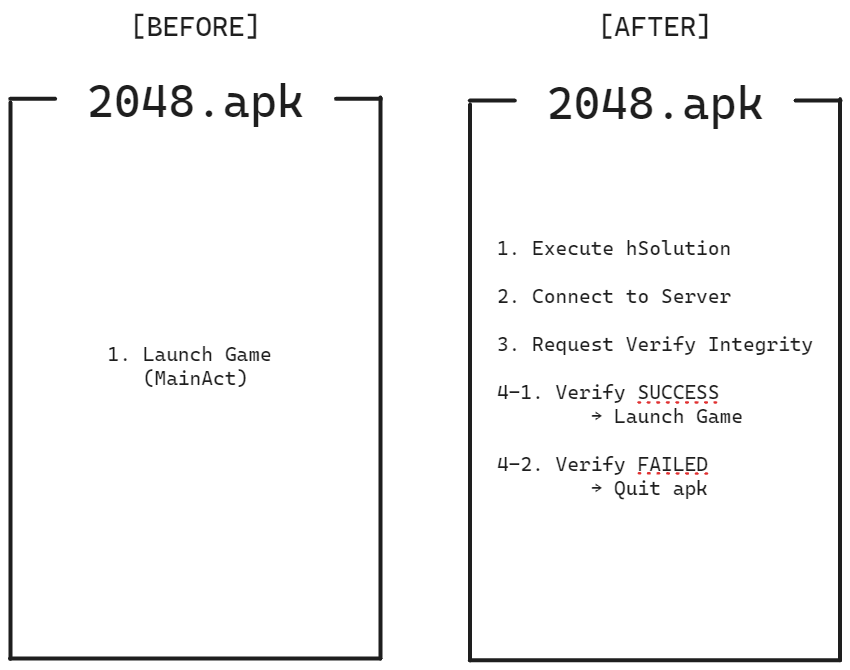 [BEFORE]
2048.apk
1. Launch Game
(MainAct)
[AFTER]
2048.apk
1. Execute hSolution
2. Connect to Server
3. Request Verify Integrity
4-1. Verify SUCCESS
→ Launch Game
4-2. Verify FAILED
→ Quit apk